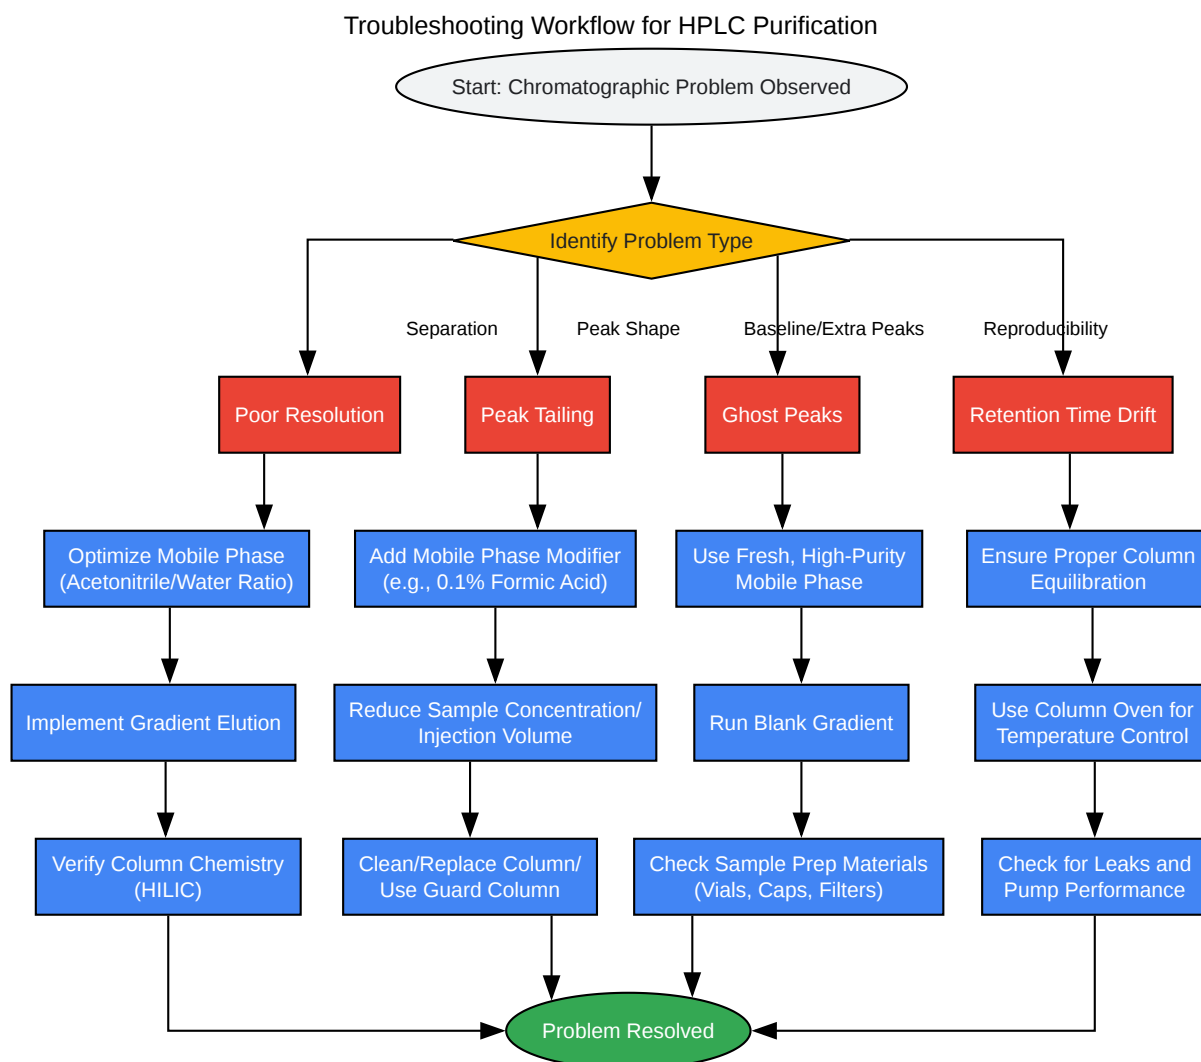 Troubleshooting Workflow for HPLC Purification
Start: Chromatographic Problem Observed
Identify Problem Type
Separation
Peak Shape
Baseline/Extra Peaks
Reproducibility
Poor Resolution
Peak Tailing
Ghost Peaks
Retention Time Drift
Optimize Mobile Phase
(Acetonitrile/Water Ratio)
Add Mobile Phase Modifier
(e.g., 0.1% Formic Acid)
Use Fresh, High-Purity
Mobile Phase
Ensure Proper Column
Equilibration
Implement Gradient Elution
Reduce Sample Concentration/
Injection Volume
Run Blank Gradient
Use Column Oven for
Temperature Control
Verify Column Chemistry
(HILIC)
Clean/Replace Column/
Use Guard Column
Check Sample Prep Materials
(Vials, Caps, Filters)
Check for Leaks and
Pump Performance
Problem Resolved